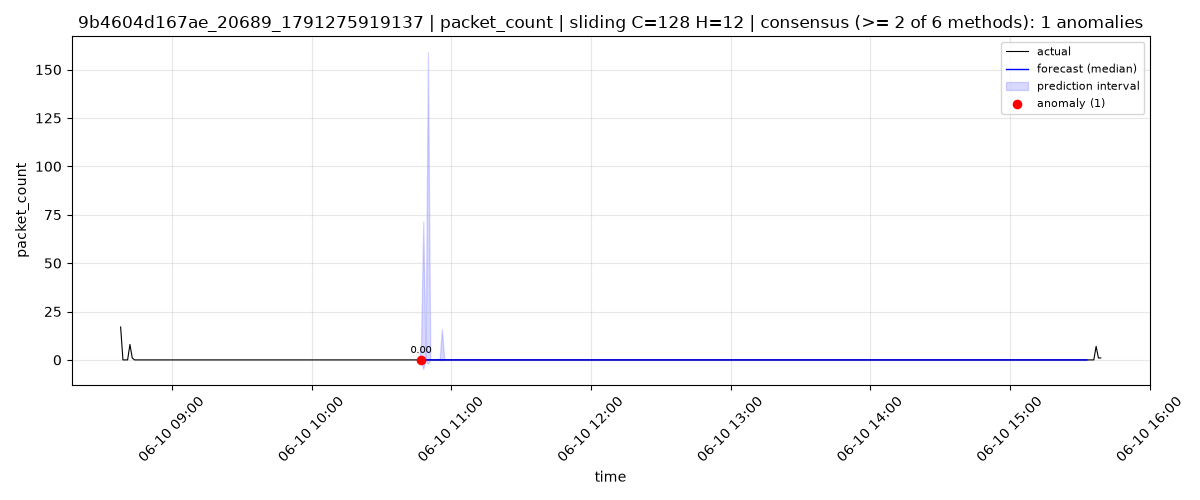 9b4604d167ae_20689_1791275919137 | packet_count | sliding C=128 H=12 | consensus (>= 2 of 6 methods): 1 anomalies
actual
forecast (median)
prediction interval
anomaly (1)
packet_count
150
125
100
75
50
25
0
0.00
06-10 09:00
06-10 10:00
06-10 11:00
06-10 12:00
06-10 13:00
06-10 14:00
06-10 15:00
06-10 16:00
time